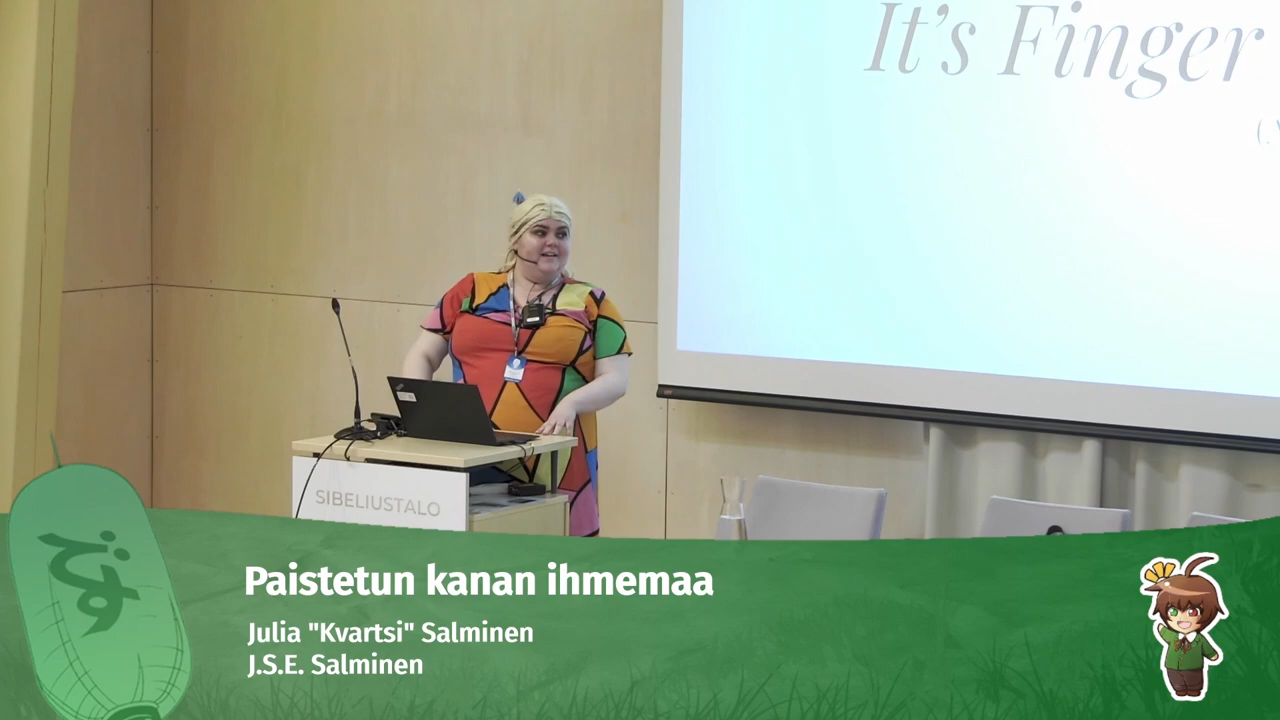 It's Finger
SIBELIUSTALO
Paistetun kanan ihmemaa
Julia "Kvartsi" Salminen
J.S.E. Salminen